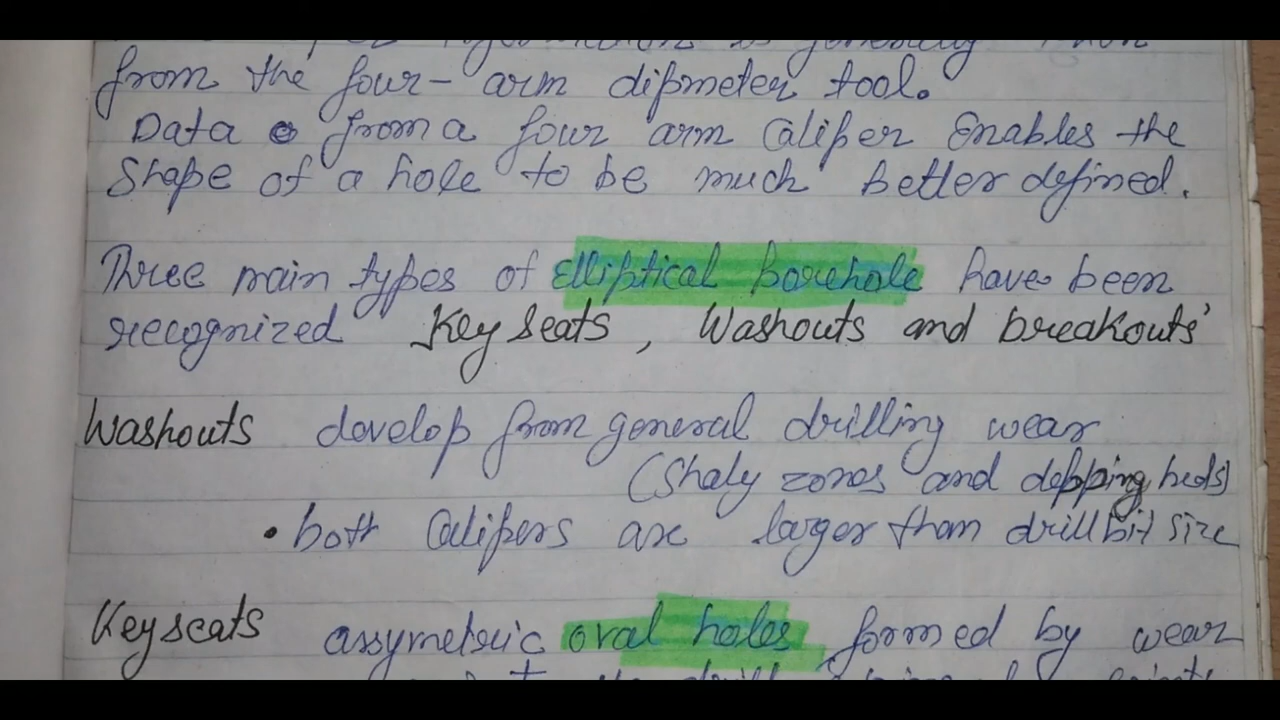 from the four-arm dipmeter tool.
Data from a four arm Caliper Enables the
Shape of a hole to be much better defined.
Three main types of Elliptical borehole have been
recognized Key seats, Washouts and breakouts'
Washouts develop from general drilling wear
(Shaly zones and depping beds)
• both Calipers are larger than drill bit size
Keyseats assymetric oval holes formed by wear